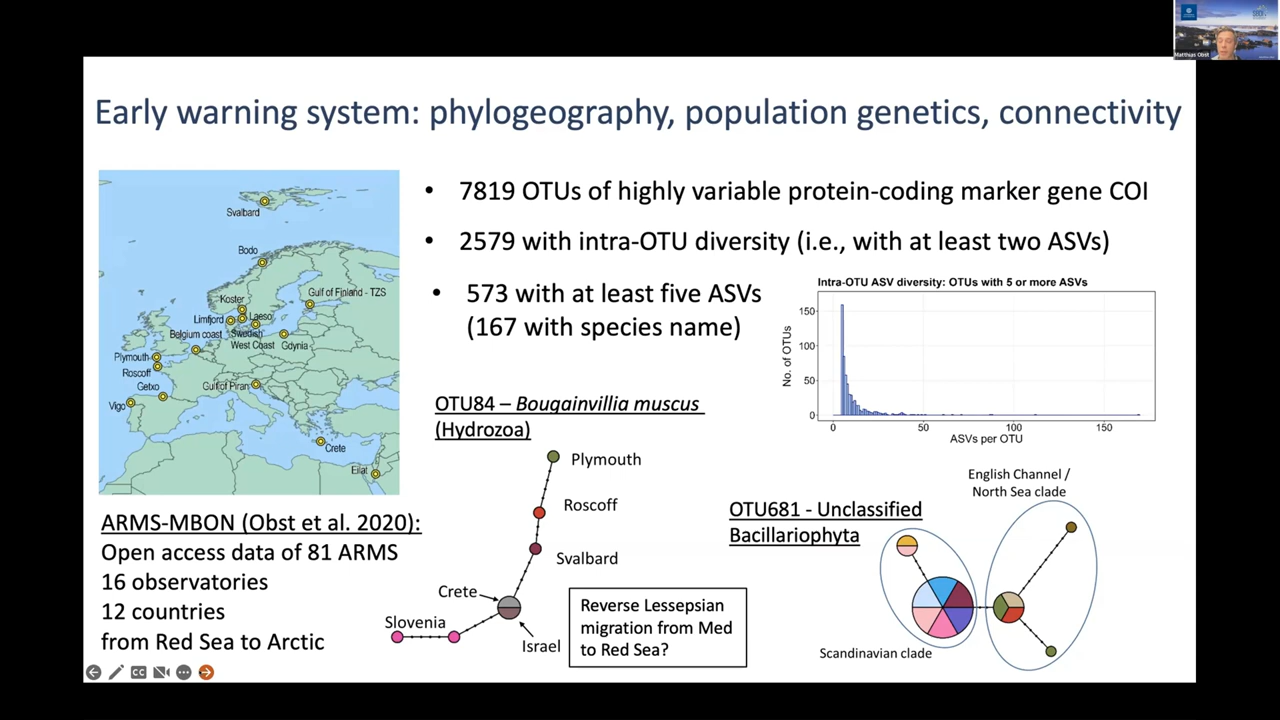 Matthias Obst
Early warning system: phylogeography, population genetics, connectivity
Svalbard
Bodo
Koster
Gulf of Finland - TZS
Limfjord
Laeso
Belgium coast
Swedish
West Coast
Gdynia
Plymouth
Roscoff
Getxo
Gulf of Piran
Vigo
Crete
Eilat
ARMS-MBON (Obst et al. 2020):
Open access data of 81 ARMS
16 observatories
12 countries
from Red Sea to Arctic
• 7819 OTUs of highly variable protein-coding marker gene COI
• 2579 with intra-OTU diversity (i.e., with at least two ASVs)
• 573 with at least five ASVs
(167 with species name)
Intra-OTU ASV diversity: OTUs with 5 or more ASVs
No. of OTUs
150
100
50
0
0 50 100 150
ASVs per OTU
OTU84 – Bougainvillia muscus
(Hydrozoa)
Plymouth
Roscoff
Svalbard
Crete
Slovenia
Israel
Reverse Lessepsian
migration from Med
to Red Sea?
OTU681 - Unclassified
Bacillariophyta
English Channel /
North Sea clade
Scandinavian clade
CC